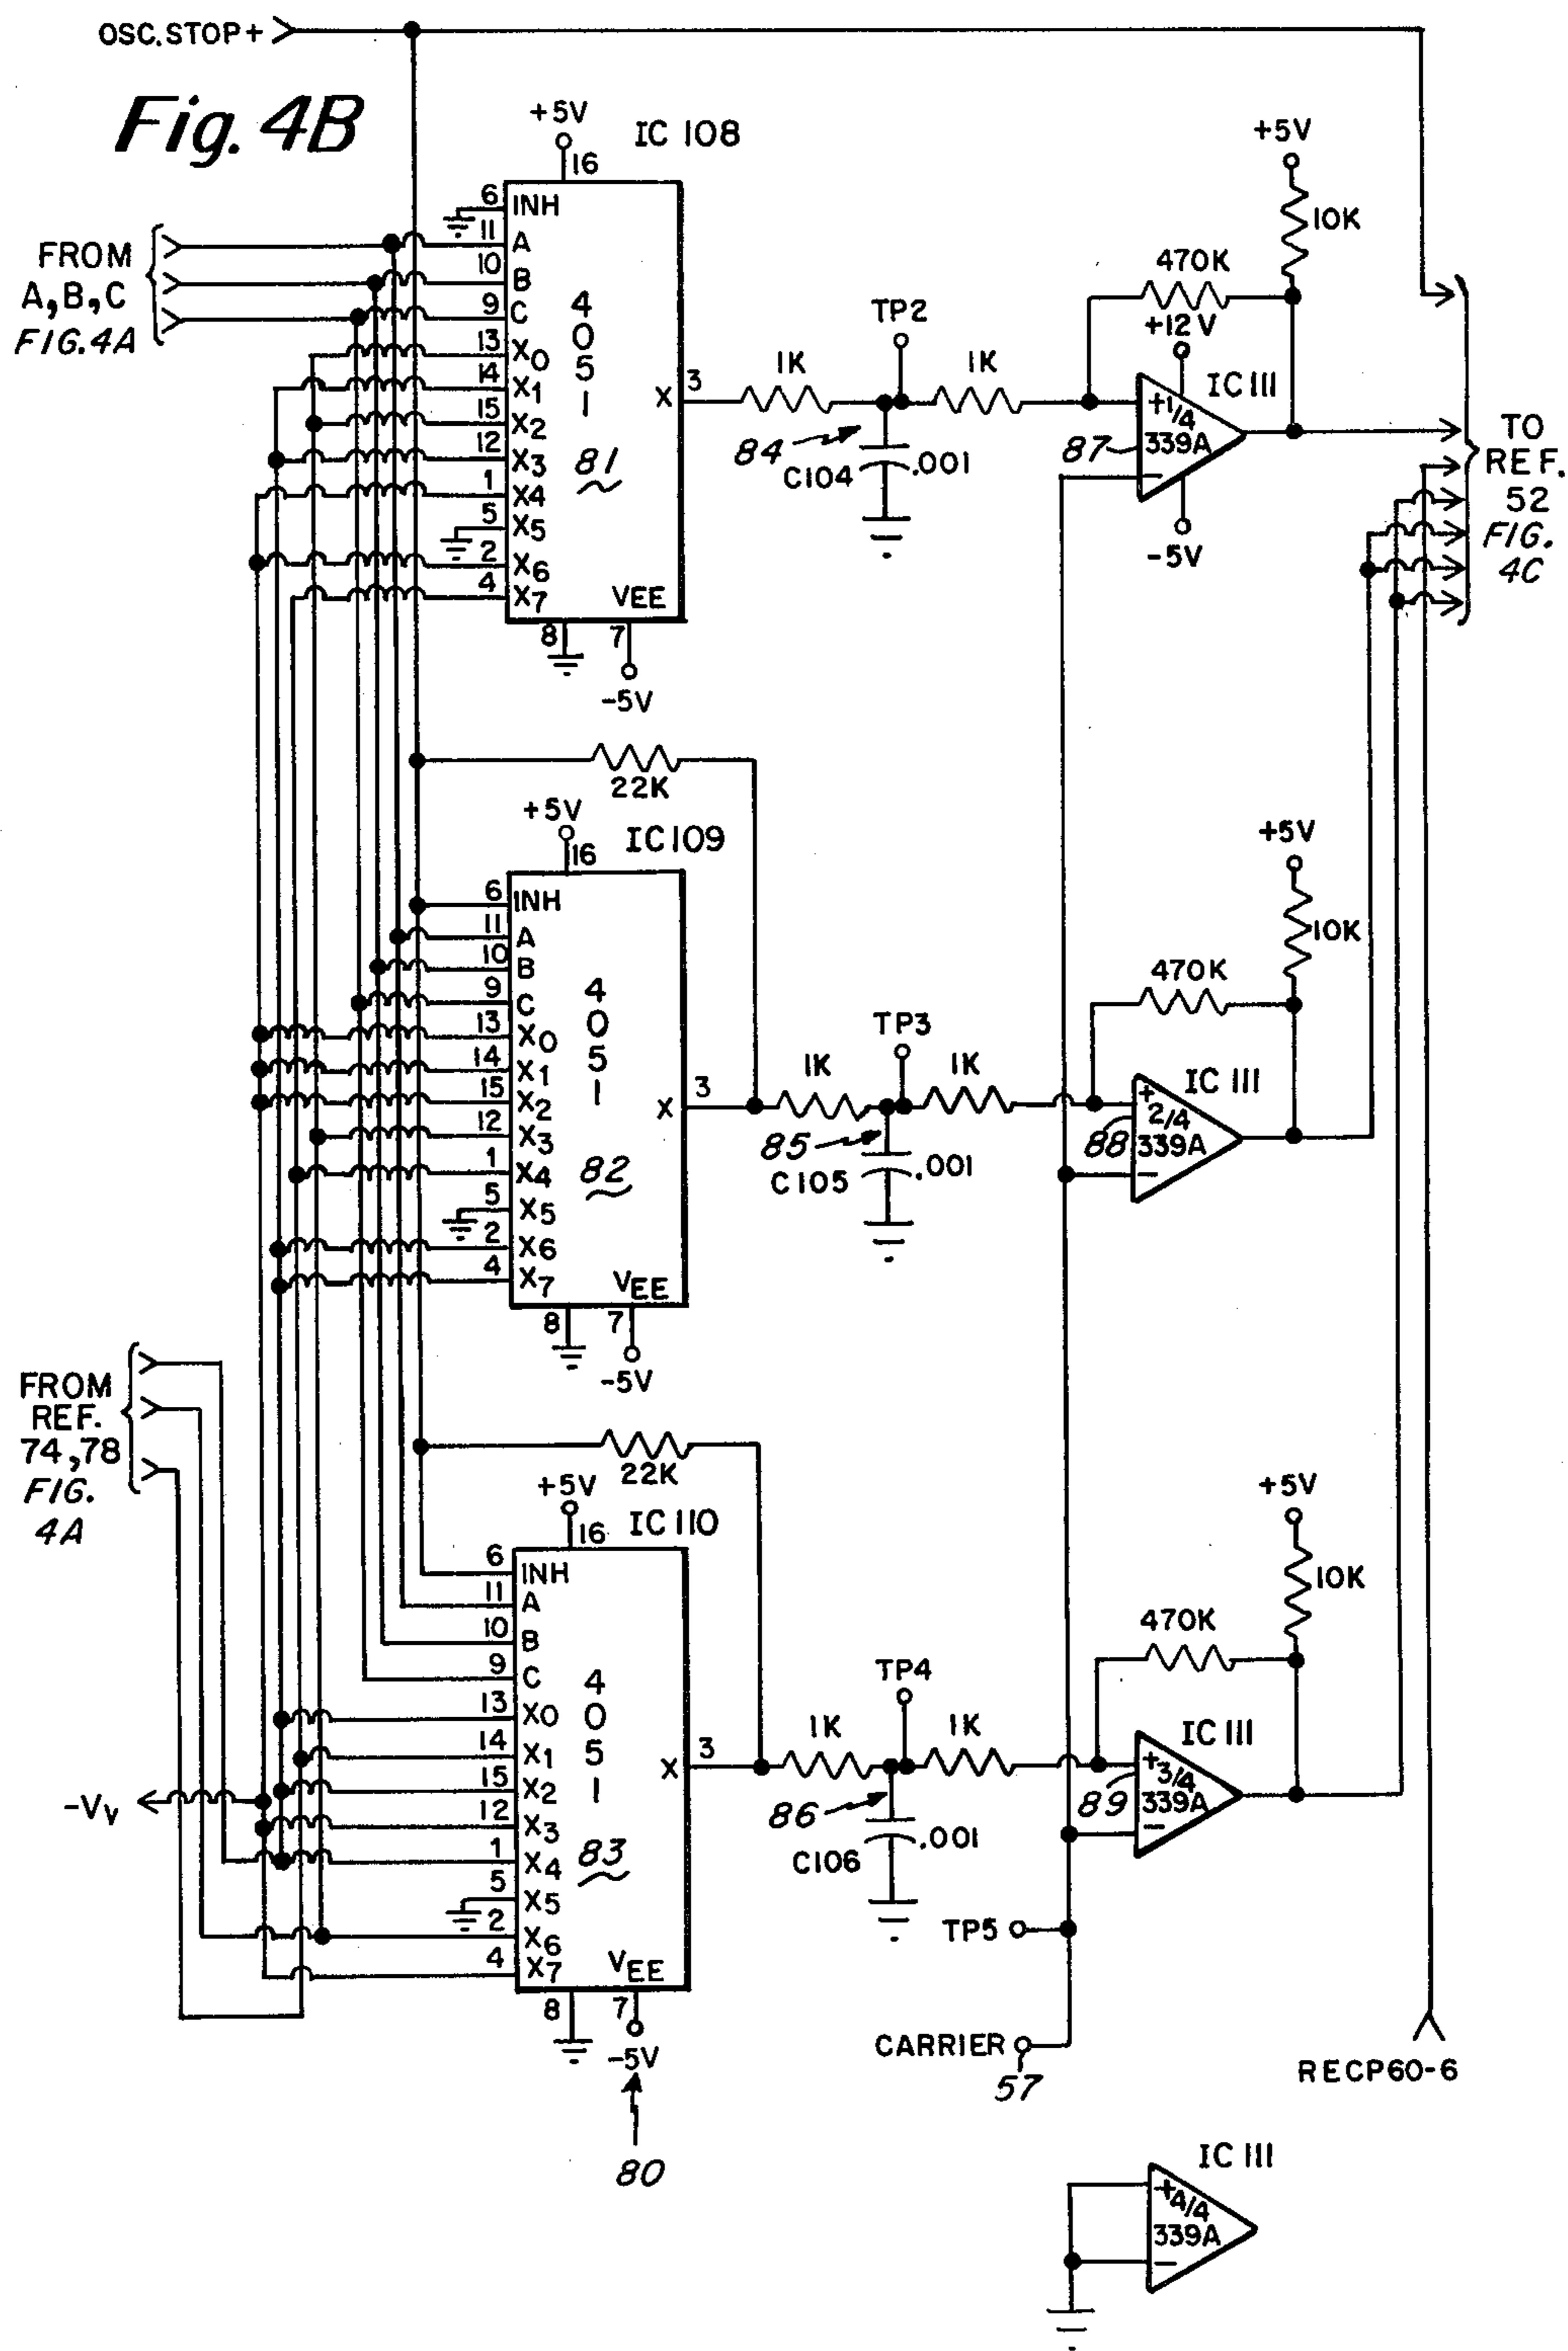 OSC.STOP+
Fig. 4B
+5V
IC 108
16
6 INH
11 A
10 B
9 C
13 X0
14 X1
15 X2
12 X3
1 X4
5 X5
2 X6
4 X7
4051
81
X 3
VEE
8
7
-5V
FROM
A,B,C
FIG.4A
1K
TP2
1K
84
C104
.001
470K
+5V
10K
+12V
IC 111
+ 1/4
339A
-
87
-5V
TO
REF.
52
FIG.
4C
22K
+5V
IC109
16
6 INH
11 A
10 B
9 C
13 X0
14 X1
15 X2
12 X3
1 X4
5 X5
2 X6
4 X7
4051
82
X 3
VEE
8
7
-5V
1K
TP3
1K
85
C105
.001
470K
+5V
10K
IC 111
+ 2/4
339A
-
88
FROM
REF.
74,78
FIG.
4A
22K
+5V
IC110
16
6 INH
11 A
10 B
9 C
13 X0
14 X1
15 X2
12 X3
1 X4
5 X5
2 X6
4 X7
4051
83
X 3
VEE
8
7
-5V
80
-Vy
1K
TP4
1K
86
C106
.001
470K
+5V
10K
IC 111
+ 3/4
339A
-
89
TP5
CARRIER
57
RECP60-6
IC 111
+ 4/4
339A
-